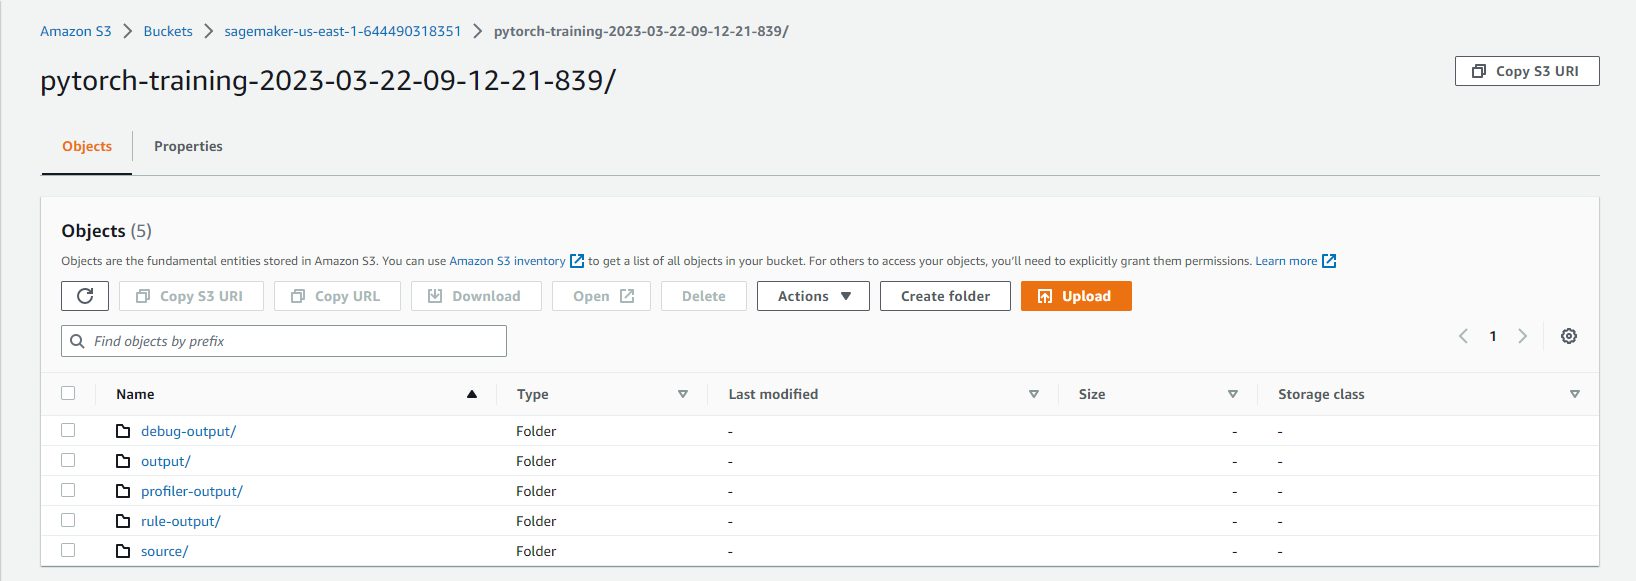 Amazon S3 > Buckets > sagemaker-us-east-1-644490318351 > pytorch-training-2023-03-22-09-12-21-839/
pytorch-training-2023-03-22-09-12-21-839/
Copy S3 URI
Objects Properties
Objects (5)
Objects are the fundamental entities stored in Amazon S3. You can use Amazon S3 inventory to get a list of all objects in your bucket. For others to access your objects, you'll need to explicitly grant them permissions. Learn more
Copy S3 URI Copy URL Download Open Delete Actions Create folder Upload
Find objects by prefix
1
Name Type Last modified Size Storage class
debug-output/ Folder - - -
output/ Folder - - -
profiler-output/ Folder - - -
rule-output/ Folder - - -
source/ Folder - - -